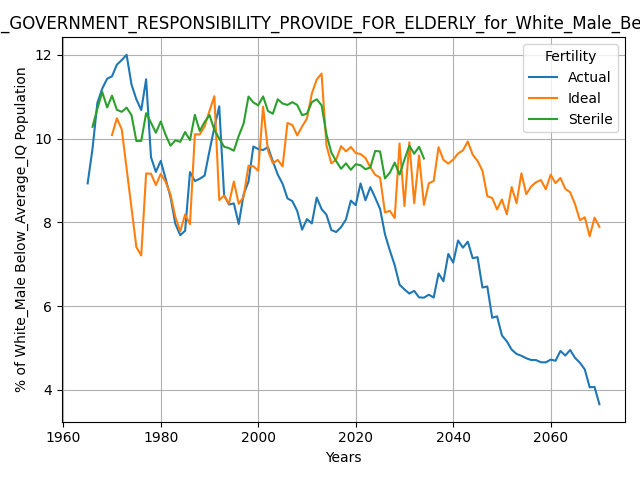 _GOVERNMENT_RESPONSIBILITY_PROVIDE_FOR_ELDERLY_for_White_Male_Be
% of White_Male Below_Average_IQ Population
12
10
8
6
4
Fertility
Actual
Ideal
Sterile
1960 1980 2000 2020 2040 2060
Years